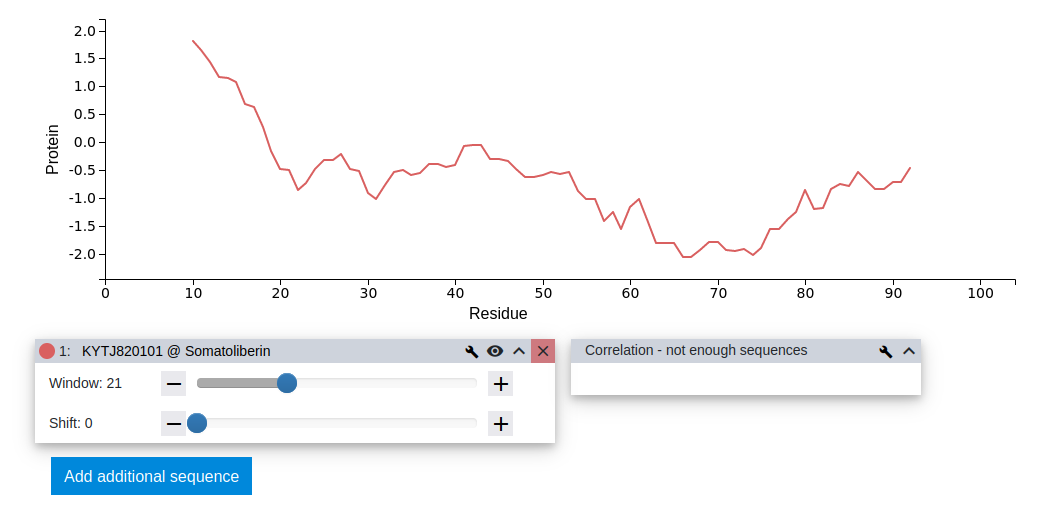 2.0
1.5
1.0
0.5
0.0
-0.5
-1.0
-1.5
-2.0
Protein
0 10 20 30 40 50 60 70 80 90 100
Residue
1: KYTJ820101 @ Somatoliberin
Window: 21
Shift: 0
Correlation - not enough sequences
Add additional sequence